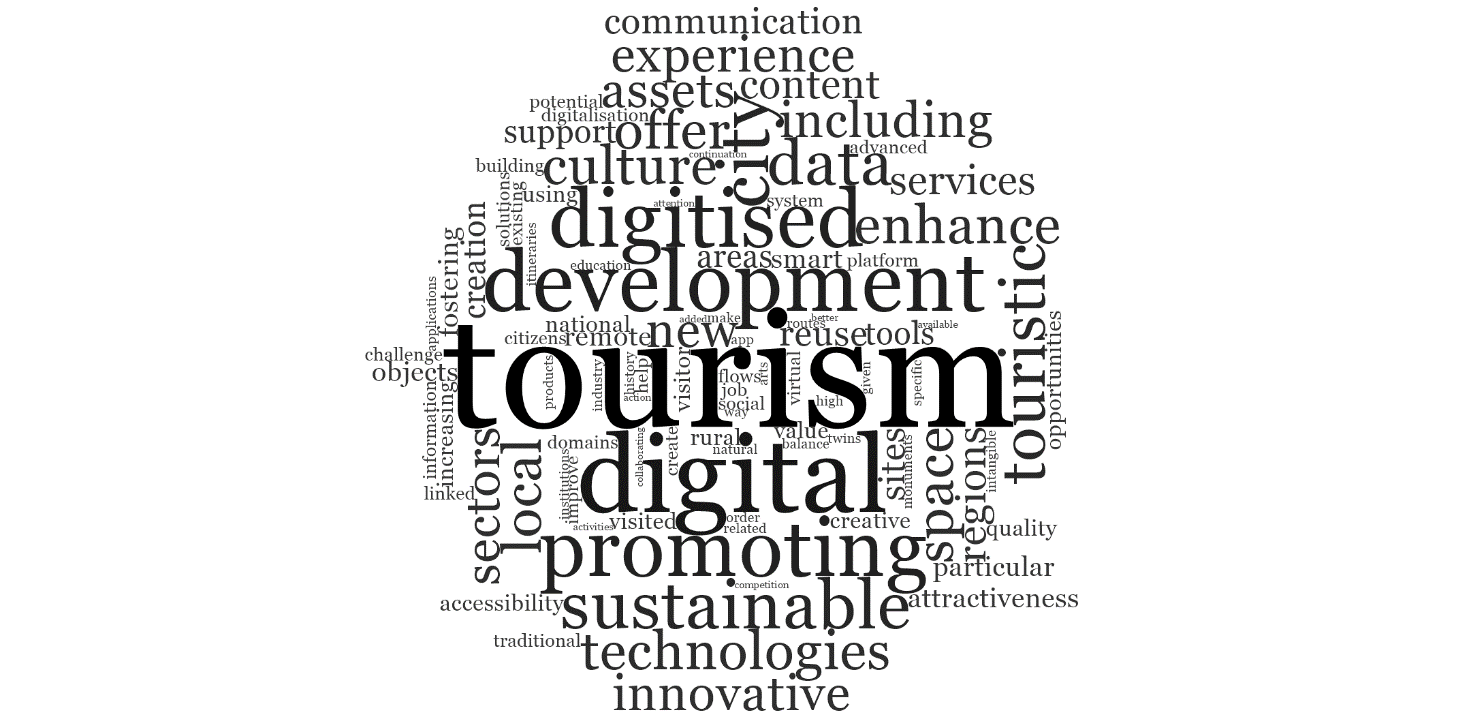 communication
experience
assets
content
potential
digitalisation
support
offer
city
including
continuation
advanced
building
culture
data
services
using
solutions
existing
attention
system
digitised
enhance
creation
fostering
itineraries
education
areas
smart
platform
development
touristic
applications
national
added
make
new
routes
better
available
citizens
remote
app
reuse
tools
opportunities
challenge
objects
tourism
products
industry
history
help
action
visitor
flows
job
social
way
arts
virtual
high
given
specific
information
increasing
sectors
local
domains
collaborating
create
rural
natural
value
balance
twins
digital
sites
monuments
space
regions
intangible
linked
institutions
improve
activities
visited
order
related
creative
quality
promoting
particular
competition
accessibility
sustainable
attractiveness
traditional
technologies
innovative